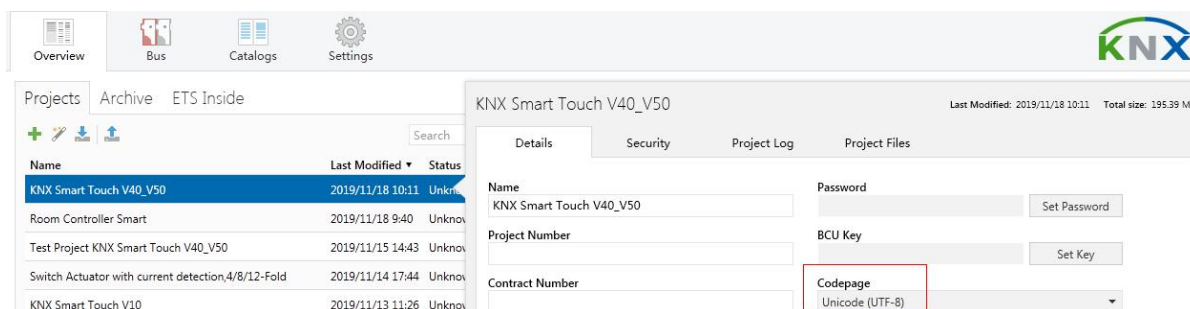 Overview Bus Catalogs Settings
KNX
Projects Archive ETS Inside
Search
Name Last Modified Status
KNX Smart Touch V40_V50 2019/11/18 10:11
Room Controller Smart 2019/11/18 9:40
Test Project KNX Smart Touch V40_V50 2019/11/15 14:43
Switch Actuator with current detection,4/8/12-Fold 2019/11/14 17:44
KNX Smart Touch V10 2019/11/13 11:26
KNX Smart Touch V40_V50
Last Modified: 2019/11/18 10:11 Total size: 195.39 M
Details Security Project Log Project Files
Name
KNX Smart Touch V40_V50
Password
Set Password
Project Number
BCU Key
Set Key
Contract Number
Codepage
Unicode (UTF-8)